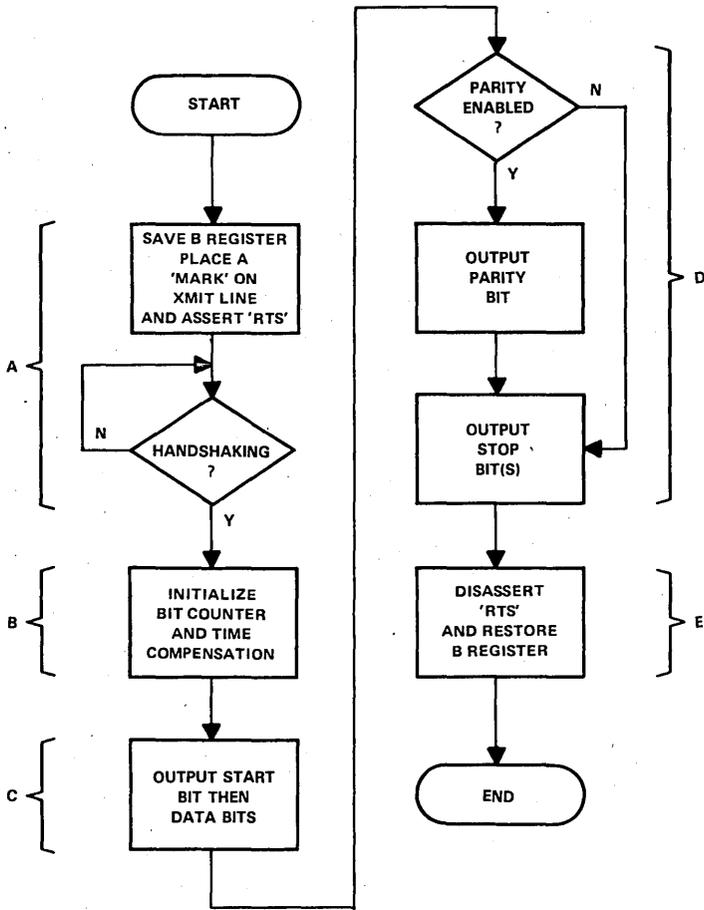 START
A
SAVE B REGISTER
PLACE A
'MARK' ON
XMIT LINE
AND ASSERT 'RTS'
N
HANDSHAKING
?
Y
B
INITIALIZE
BIT COUNTER
AND TIME
COMPENSATION
C
OUTPUT START
BIT THEN
DATA BITS
PARITY
ENABLED
?
N
Y
D
OUTPUT
PARITY
BIT
OUTPUT
STOP
BIT(S)
E
DISASSERT
'RTS'
AND RESTORE
B REGISTER
END